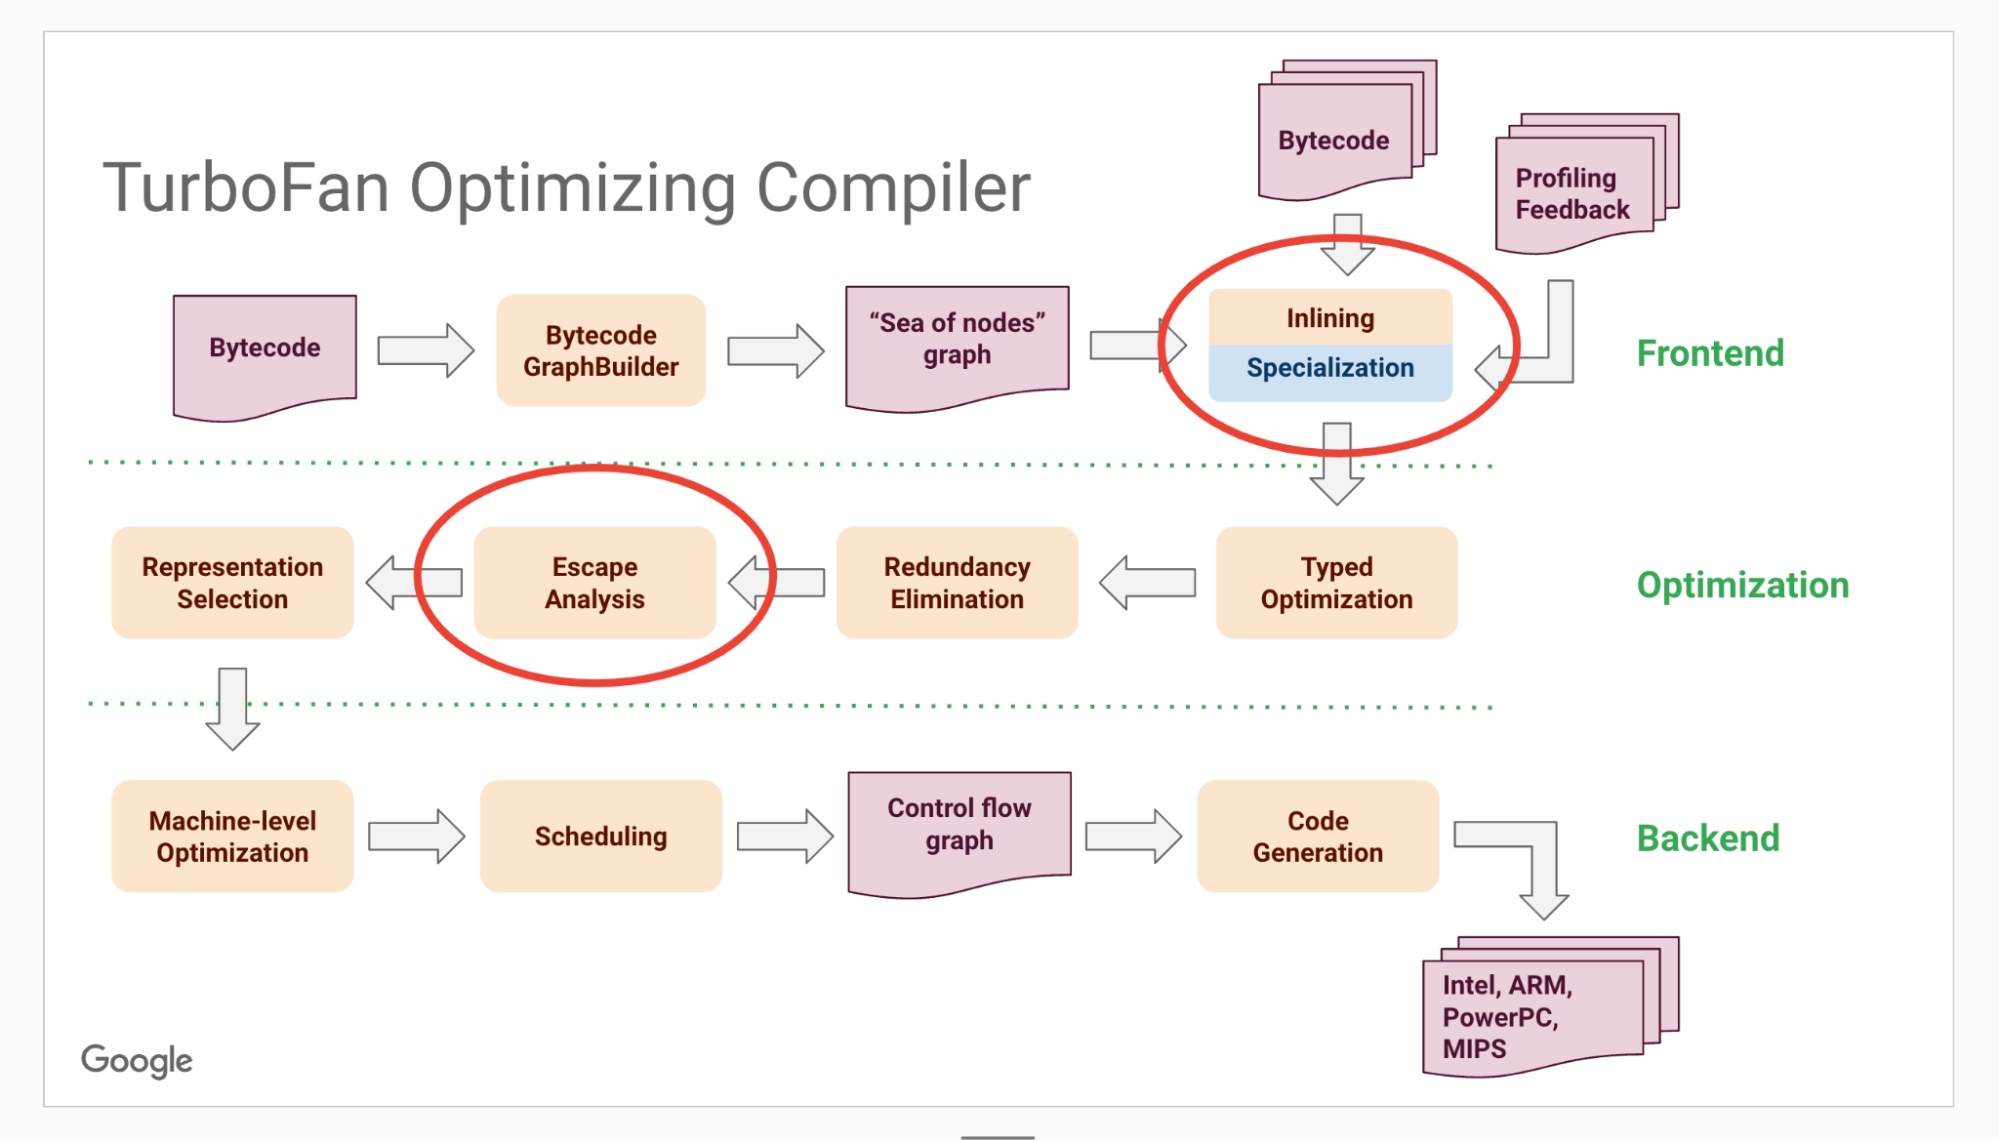 TurboFan Optimizing Compiler
Bytecode
Profiling
Feedback
Bytecode
Bytecode
GraphBuilder
“Sea of nodes”
graph
Inlining
Specialization
Frontend
Representation
Selection
Escape
Analysis
Redundancy
Elimination
Typed
Optimization
Optimization
Machine-level
Optimization
Scheduling
Control flow
graph
Code
Generation
Backend
Intel, ARM,
PowerPC,
MIPS
Google